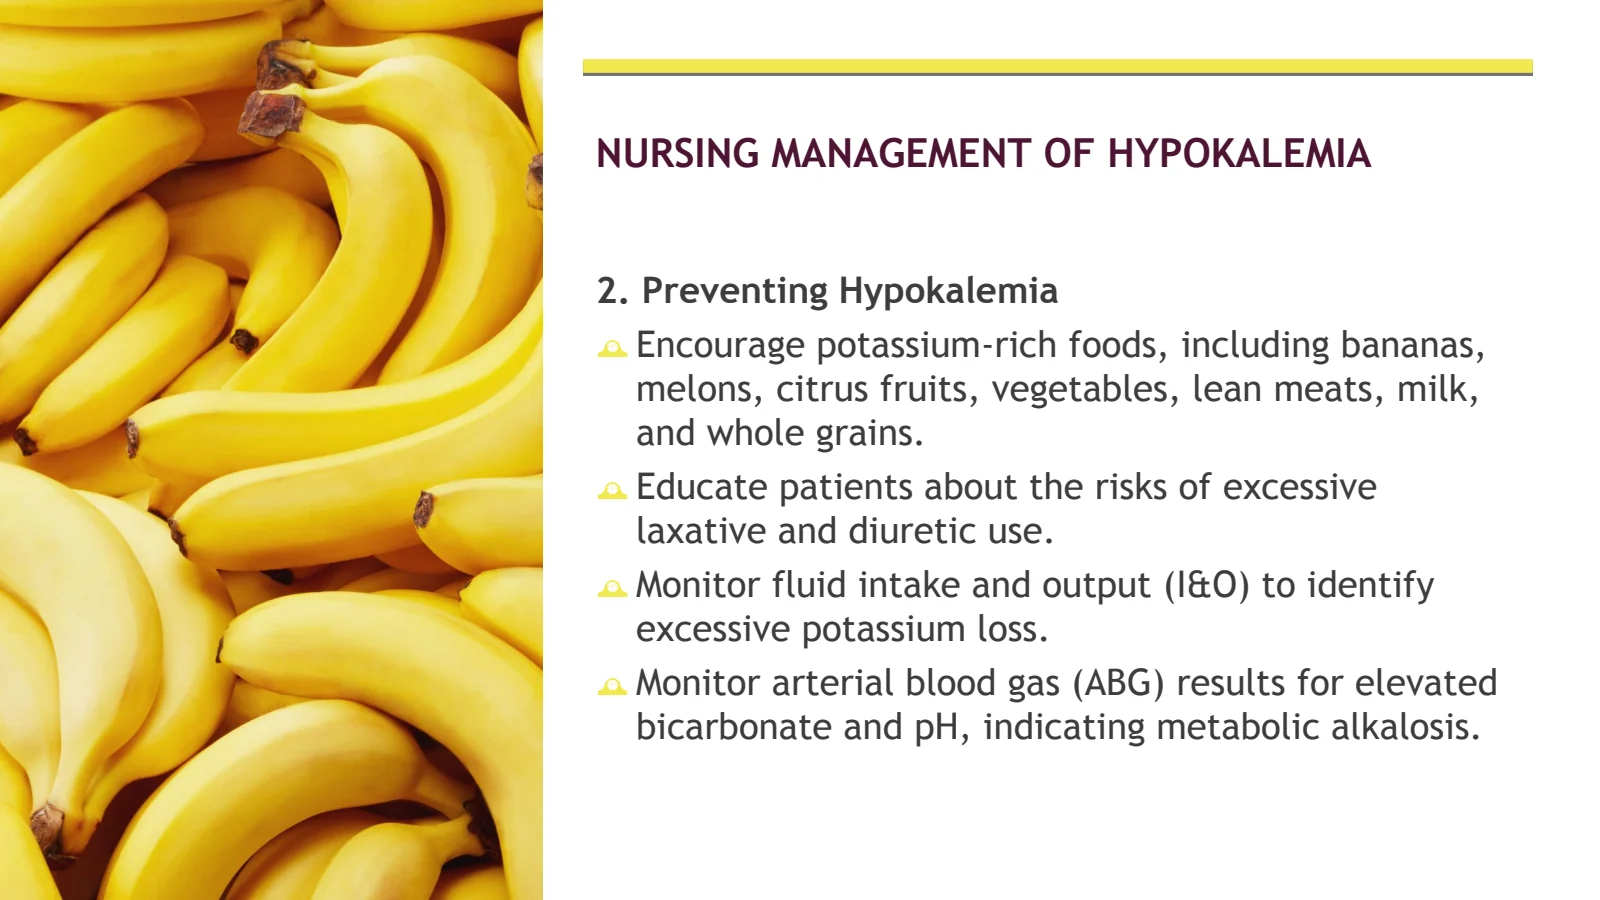 NURSING MANAGEMENT OF HYPOKALEMIA
2. Preventing Hypokalemia
Encourage potassium-rich foods, including bananas,
melons, citrus fruits, vegetables, lean meats, milk,
and whole grains.
Educate patients about the risks of excessive
laxative and diuretic use.
Monitor fluid intake and output (I&O) to identify
excessive potassium loss.
Monitor arterial blood gas (ABG) results for elevated
bicarbonate and pH, indicating metabolic alkalosis.